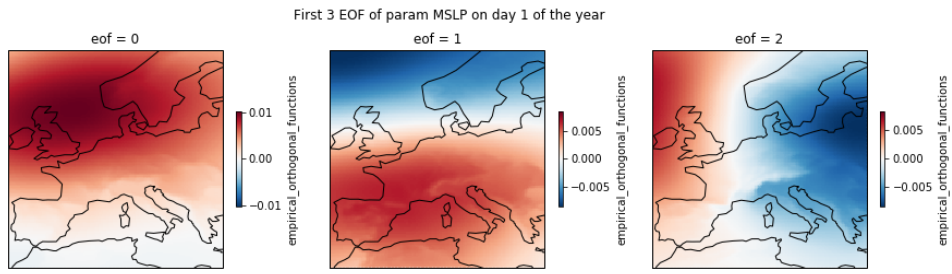 First 3 EOF of param MSLP on day 1 of the year
eof = 0
0.01
0.00
−0.01
empirical_orthogonal_functions
eof = 1
0.005
0.000
−0.005
empirical_orthogonal_functions
eof = 2
0.005
0.000
−0.005
empirical_orthogonal_functions